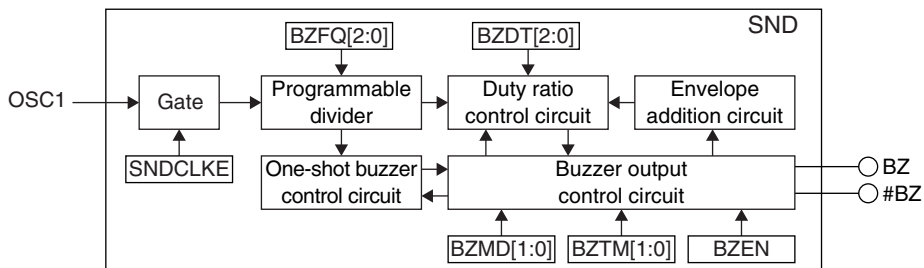 SND
BZFQ[2:0]
BZDT[2:0]
OSC1
Gate
Programmable
divider
Duty ratio
control circuit
Envelope
addition circuit
SNDCLKE
One-shot buzzer
control circuit
Buzzer output
control circuit
BZ
#BZ
BZMD[1:0]
BZTM[1:0]
BZEN